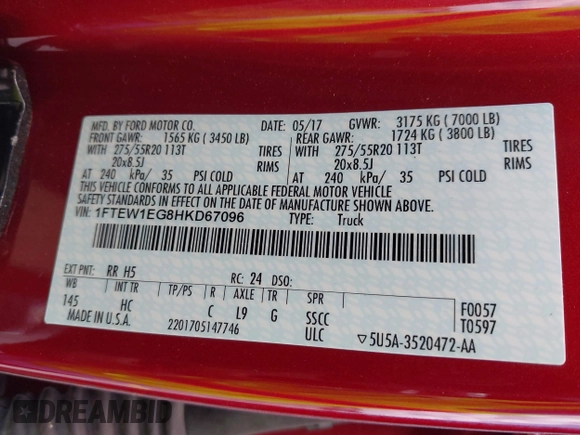 MFD. BY FORD MOTOR CO. DATE: 05/17 GVWR: 3175 KG ( 7000 LB)
FRONT GAWR: 1565 KG ( 3450 LB) REAR GAWR: 1724 KG ( 3800 LB)
WITH 275/55R20 113T TIRES WITH 275/55R20 113T TIRES
20x8.5J RIMS 20x8.5J RIMS
AT 240 kPa/ 35 PSI COLD AT 240 kPa/ 35 PSI COLD
THIS VEHICLE CONFORMS TO ALL APPLICABLE FEDERAL MOTOR VEHICLE
SAFETY STANDARDS IN EFFECT ON THE DATE OF MANUFACTURE SHOWN ABOVE.
VIN: 1FTEW1EG8HKD67096 TYPE: Truck
EXT PNT: RR H5 RC: 24 DSO:
WB INT TR TP/PS R AXLE TR SPR
145 HC C L9 G SSCC F0057
MADE IN U.S.A. 2201705147746 ULC T0597
▽5U5A-3520472-AA
DREAMBID